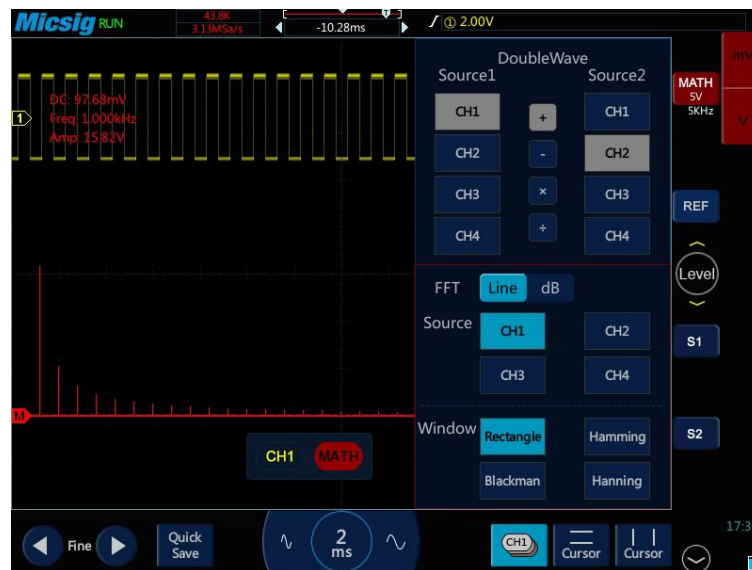 Micsig RUN 43.8K 3.13MSa/s -10.28ms T 1 2.00V
DoubleWave
Source1 Source2
CH1 + CH1
CH2 - CH2
CH3 × CH3
CH4 ÷ CH4
MATH
5V
5KHz
mV
V
1
DC: 97.68mV
Freq: 1.000kHz
Amp: 15.82V
REF
Level
FFT Line dB
Source CH1 CH2
CH3 CH4
S1
M
Window Rectangle Hamming
Blackman Hanning
S2
CH1 MATH
Fine
Quick
Save
2
ms
CH1
Cursor
Cursor
17:3